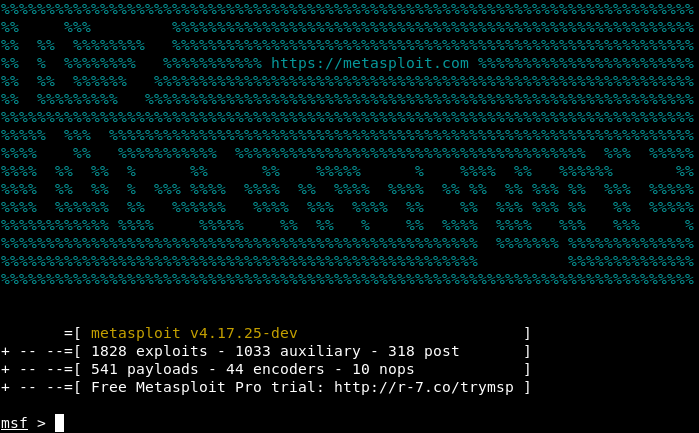 https://metasploit.com
=[ metasploit v4.17.25-dev ]
+ -- --=[ 1828 exploits - 1033 auxiliary - 318 post ]
+ -- --=[ 541 payloads - 44 encoders - 10 nops ]
+ -- --=[ Free Metasploit Pro trial: http://r-7.co/trymsp ]
msf >